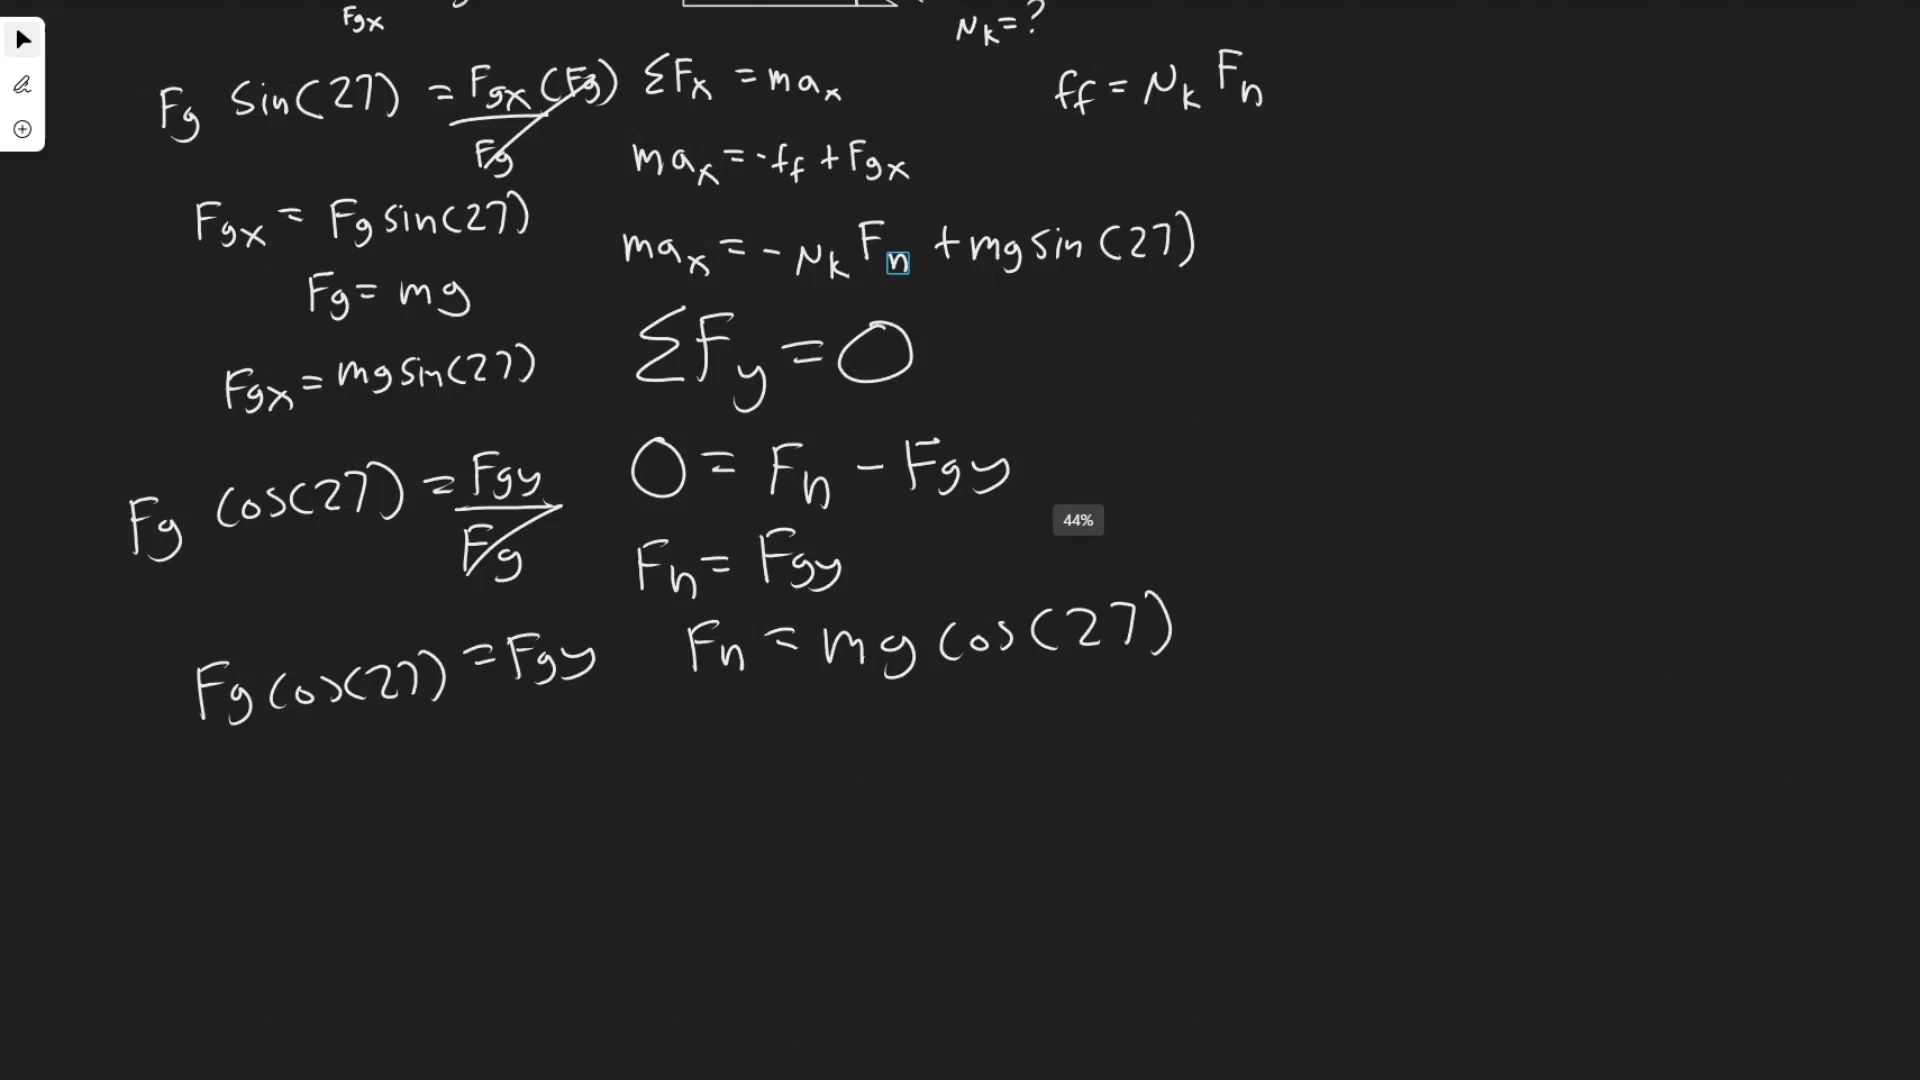 Fgx
Nk = ?
Fg Sin(27) = Fgx (Fg) / Fg
ΣFx = max
ff = Nk Fn
max = -ff + Fgx
Fgx = Fg sin(27)
max = - Nk Fn + mg sin (27)
Fg = mg
ΣFy = 0
Fgx = mg sin(27)
0 = Fn - Fgy
Fg cos(27) = Fgy / Fg
44%
Fn = Fgy
Fn = mg cos(27)
Fg cos(27) = Fgy